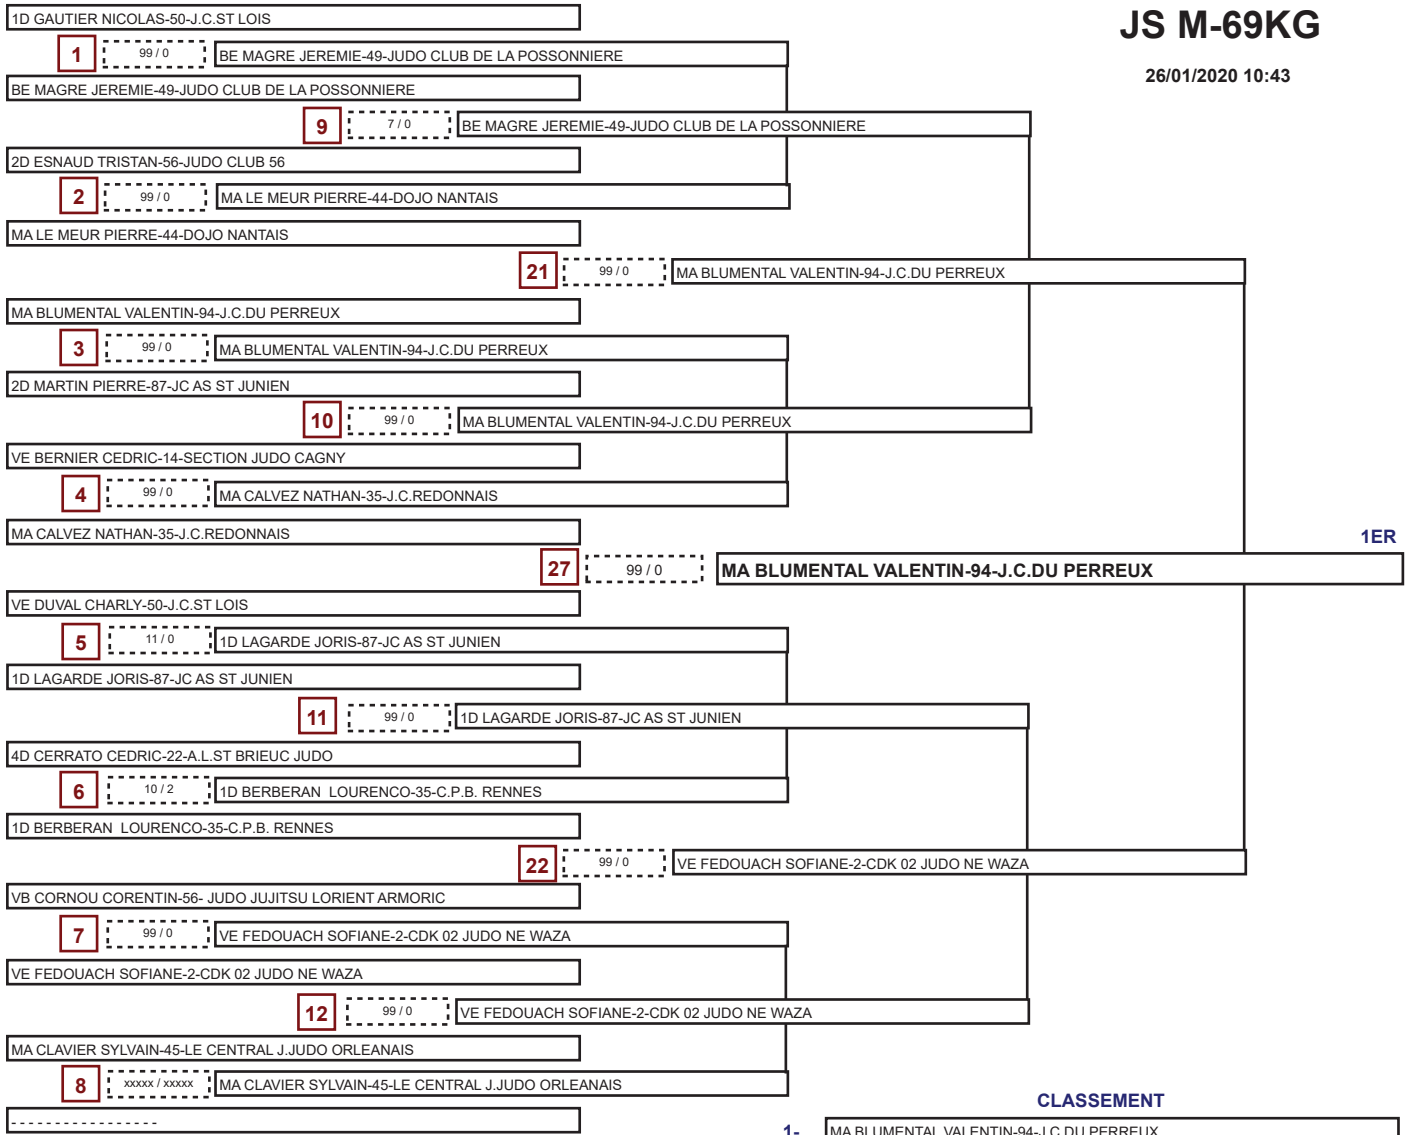 JS M-69KG
26/01/2020 10:43
1D GAUTIER NICOLAS-50-J.C.ST LOIS
1 99 / 0 BE MAGRE JEREMIE-49-JUDO CLUB DE LA POSSONNIERE
BE MAGRE JEREMIE-49-JUDO CLUB DE LA POSSONNIERE
9 7 / 0 BE MAGRE JEREMIE-49-JUDO CLUB DE LA POSSONNIERE
2D ESNAUD TRISTAN-56-JUDO CLUB 56
2 99 / 0 MA LE MEUR PIERRE-44-DOJO NANTAIS
MA LE MEUR PIERRE-44-DOJO NANTAIS
21 99 / 0 MA BLUMENTAL VALENTIN-94-J.C.DU PERREUX
MA BLUMENTAL VALENTIN-94-J.C.DU PERREUX
3 99 / 0 MA BLUMENTAL VALENTIN-94-J.C.DU PERREUX
2D MARTIN PIERRE-87-JC AS ST JUNIEN
10 99 / 0 MA BLUMENTAL VALENTIN-94-J.C.DU PERREUX
VE BERNIER CEDRIC-14-SECTION JUDO CAGNY
4 99 / 0 MA CALVEZ NATHAN-35-J.C.REDONNAIS
MA CALVEZ NATHAN-35-J.C.REDONNAIS
1ER
27 99 / 0 MA BLUMENTAL VALENTIN-94-J.C.DU PERREUX
VE DUVAL CHARLY-50-J.C.ST LOIS
5 11 / 0 1D LAGARDE JORIS-87-JC AS ST JUNIEN
1D LAGARDE JORIS-87-JC AS ST JUNIEN
11 99 / 0 1D LAGARDE JORIS-87-JC AS ST JUNIEN
4D CERRATO CEDRIC-22-A.L.ST BRIEUC JUDO
6 10 / 2 1D BERBERAN  LOURENCO-35-C.P.B. RENNES
1D BERBERAN  LOURENCO-35-C.P.B. RENNES
22 99 / 0 VE FEDOUACH SOFIANE-2-CDK 02 JUDO NE WAZA
VB CORNOU CORENTIN-56- JUDO JUJITSU LORIENT ARMORIC
7 99 / 0 VE FEDOUACH SOFIANE-2-CDK 02 JUDO NE WAZA
VE FEDOUACH SOFIANE-2-CDK 02 JUDO NE WAZA
12 99 / 0 VE FEDOUACH SOFIANE-2-CDK 02 JUDO NE WAZA
MA CLAVIER SYLVAIN-45-LE CENTRAL J.JUDO ORLEANAIS
8 xxxxx / xxxxx MA CLAVIER SYLVAIN-45-LE CENTRAL J.JUDO ORLEANAIS
- - - - - - - - - - - - - - - - -
CLASSEMENT
1- MA BLUMENTAL VALENTIN-94-J.C.DU PERREUX